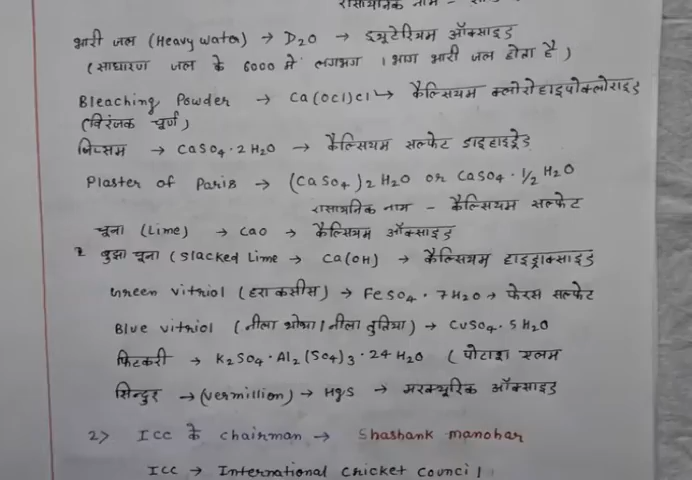 रासायनिक नाम -
भारी जल (Heavy water) → D₂O → ड्यूटेरियम ऑक्साइड
(साधारण जल के 6000 मे लगभग 1 भाग भारी जल होता है)
Bleaching Powder → Ca(OCl)Cl → कैल्सियम क्लोरोहाइपोक्लोराइड
(विरंजक चूर्ण)
जिप्सम → CaSO₄·2H₂O → कैल्सियम सल्फेट डाइहाइड्रेड
Plaster of Paris → (CaSO₄)2H₂O or CaSO₄·1/2H₂O
रासायनिक नाम - कैल्सियम सल्फेट
चूना (Lime) → CaO → कैल्सियम ऑक्साइड
बुझा चूना (Slacked Lime → Ca(OH) → कैल्सियम हाइड्राक्साइड
Green Vitriol (हरा कसीस) → FeSO₄·7H₂O → फेरस सल्फेट
Blue vitriol (नीला थोथा/नीला तुतिया) → CuSO₄·5H₂O
फिटकरी → K₂SO₄·Al₂(SO₄)₃·24H₂O (पोटाश एलम
सिन्दुर → (vermillion) → HgS → मरक्यूरिक ऑक्साइड
2> ICC के Chairman → Shashank manohar
ICC → International Cricket Council